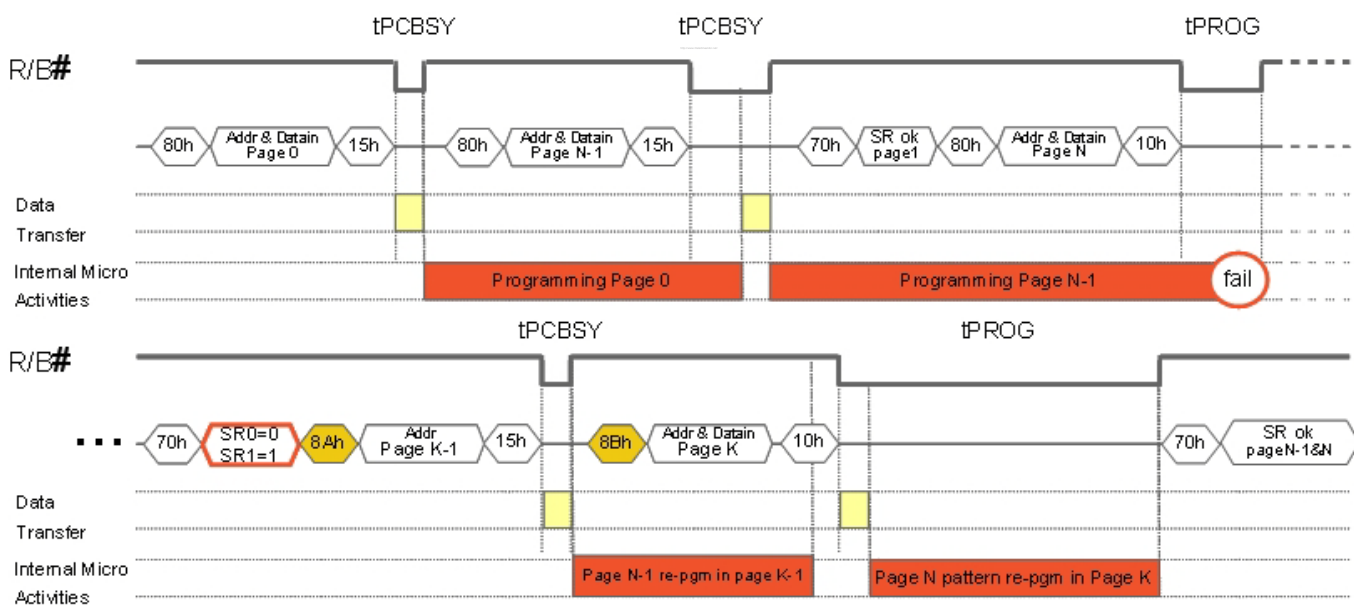 tPCBSY
tPCBSY
tPROG
R/B#
80h
Addr & Datain
Page 0
15h
80h
Addr & Datain
Page N-1
15h
70h
SR ok
page1
80h
Addr & Datain
Page N
10h
Data
Transfer
Internal Micro
Activities
Programming Page 0
Programming Page N-1
fail
tPCBSY
tPROG
R/B#
70h
SR0=0
SR1=1
8Ah
Addr
Page K-1
15h
8Bh
Addr & Datain
Page K
10h
70h
SR ok
pageN-1&N
Data
Transfer
Internal Micro
Activities
Page N-1 re-pgm in page K-1
Page N pattern re-pgm in Page K